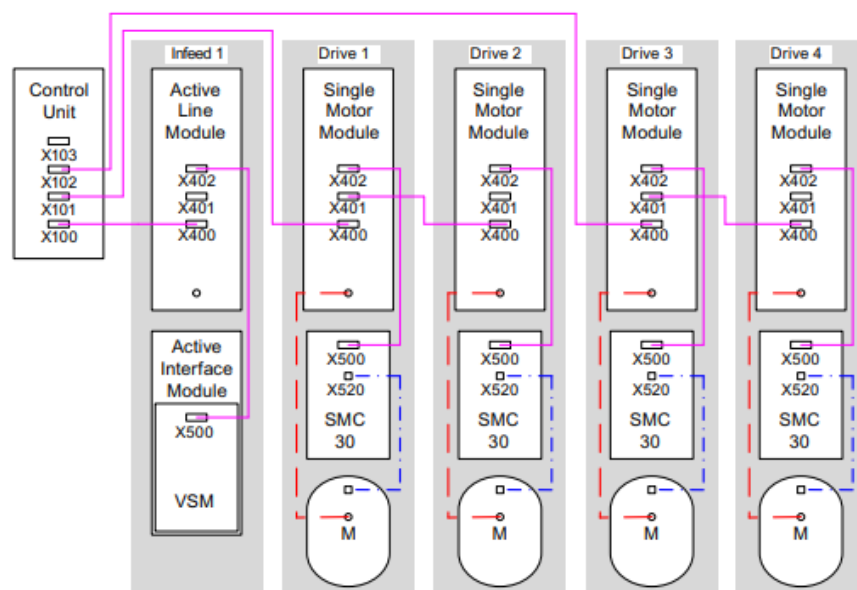 Infeed 1
Drive 1
Drive 2
Drive 3
Drive 4
Control
Unit
X103
X102
X101
X100
Active
Line
Module
X402
X401
X400
Active
Interface
Module
X500
VSM
Single
Motor
Module
X402
X401
X400
X500
X520
SMC
30
M
Single
Motor
Module
X402
X401
X400
X500
X520
SMC
30
M
Single
Motor
Module
X402
X401
X400
X500
X520
SMC
30
M
Single
Motor
Module
X402
X401
X400
X500
X520
SMC
30
M